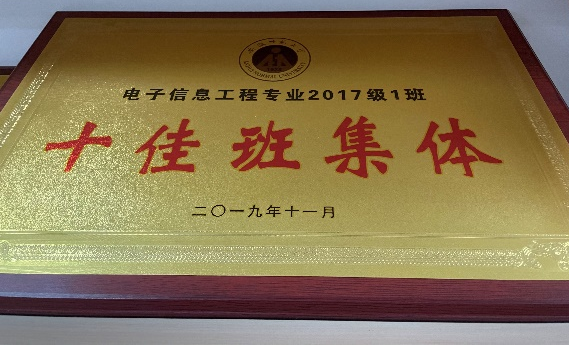 电子信息工程专业2017级1班
十佳班集体
二〇一九年十一月